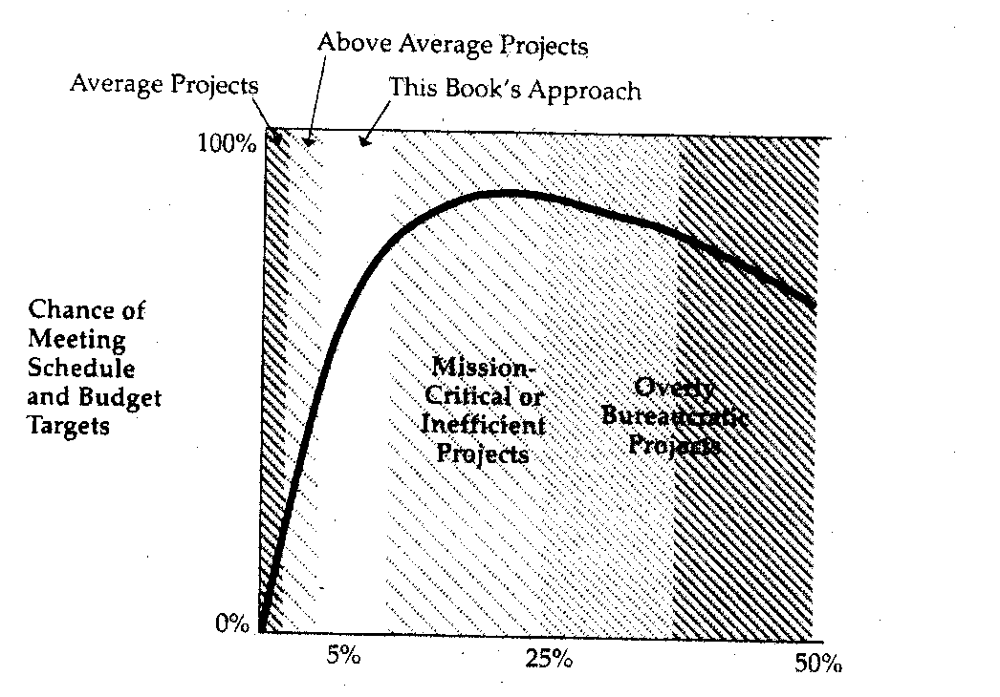 Above Average Projects
Average Projects
This Book's Approach
100%
Chance of
Meeting
Schedule
and Budget
Targets
Mission-
Critical or
Inefficient
Projects
Overly
Bureaucratic
Projects
0%
5%
25%
50%